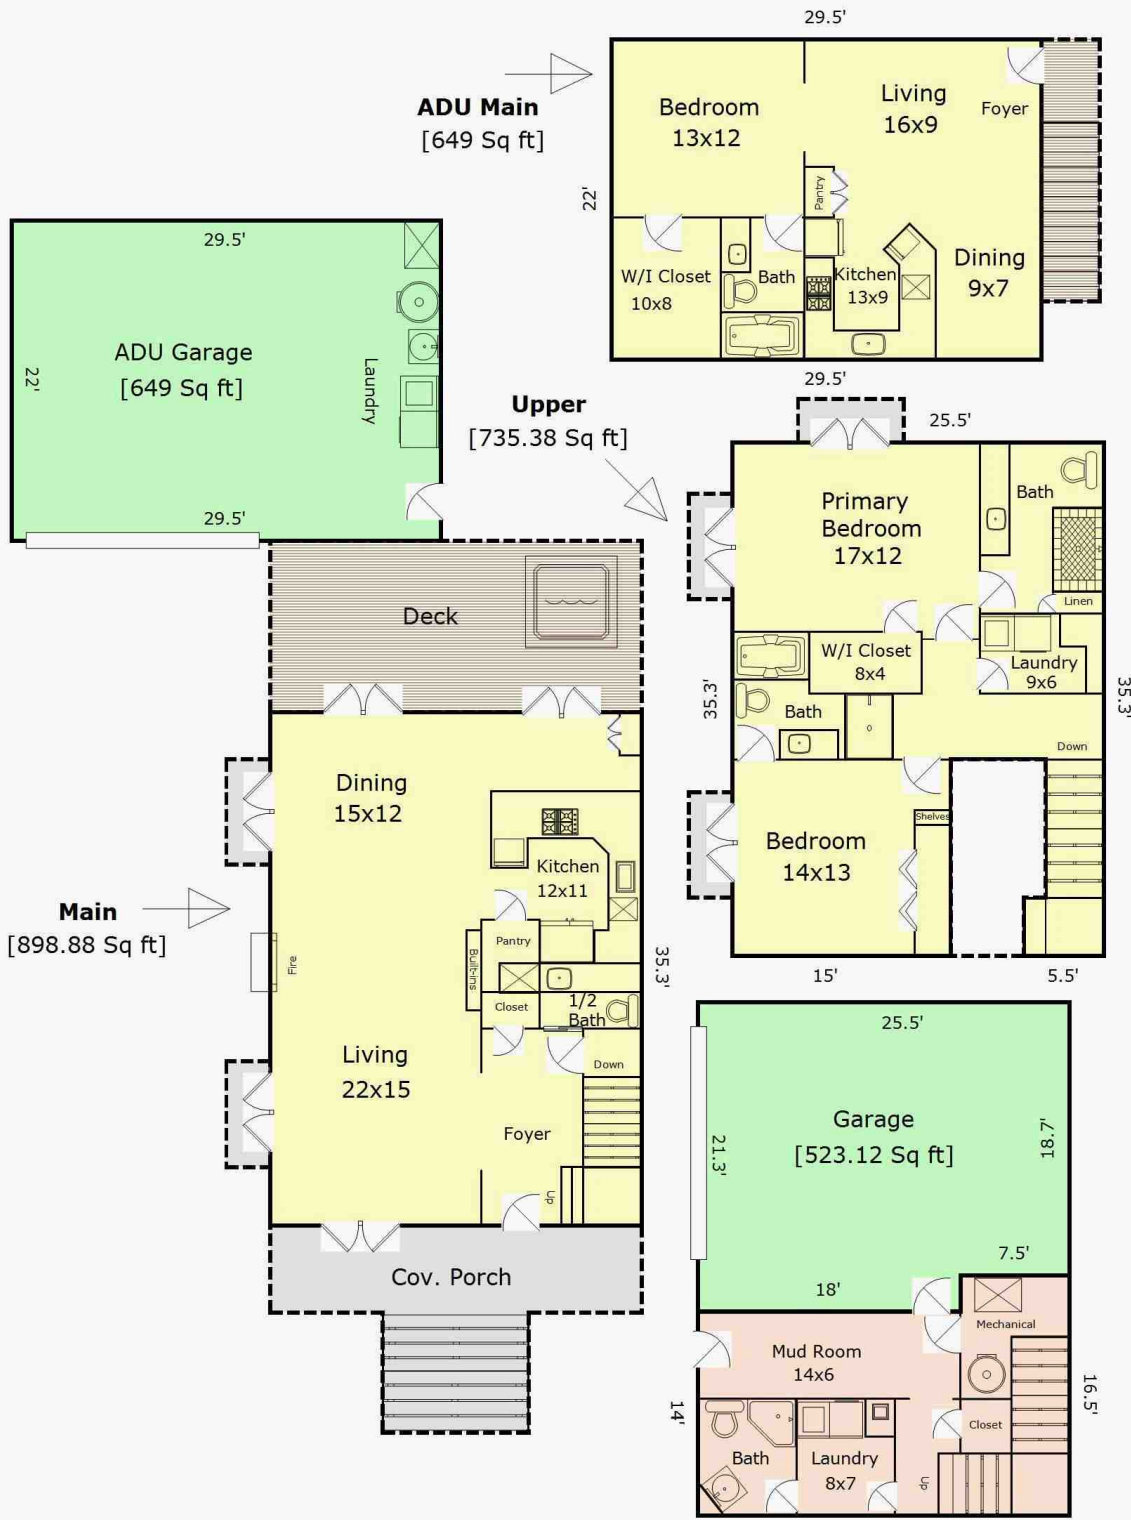 29.5'
ADU Main
[649 Sq ft]
Bedroom
13x12
Living
16x9
Foyer
22'
Pantry
W/I Closet
10x8
Bath
Kitchen
13x9
Dining
9x7
29.5'
29.5'
ADU Garage
[649 Sq ft]
22'
Laundry
29.5'
Upper
[735.38 Sq ft]
25.5'
Primary
Bedroom
17x12
Bath
Linen
W/I Closet
8x4
Laundry
9x6
35.3'
35.3'
Bath
Down
Shelves
Bedroom
14x13
15'
5.5'
Deck
Dining
15x12
Kitchen
12x11
Main
[898.88 Sq ft]
Pantry
Built-ins
Fire
35.3'
Closet
1/2
Bath
Living
22x15
Down
Foyer
Up
Cov. Porch
25.5'
Garage
[523.12 Sq ft]
21.3'
18.7'
7.5'
18'
Mechanical
Mud Room
14x6
14'
16.5'
Closet
Bath
Laundry
8x7
Up